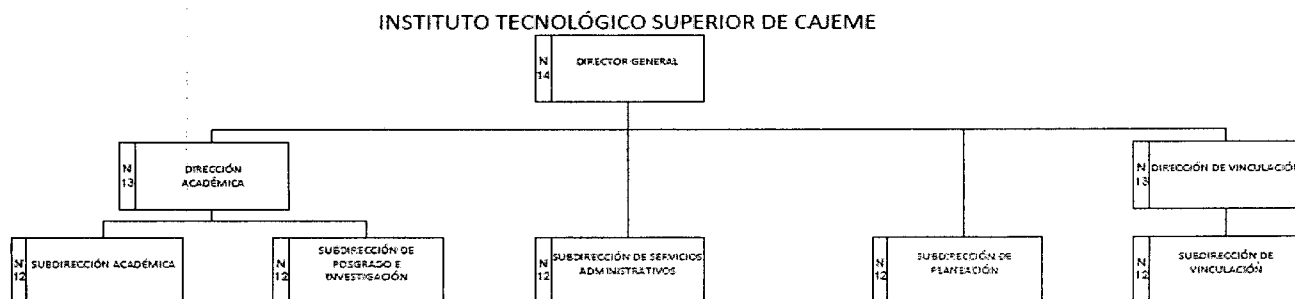 INSTITUTO TECNOLÓGICO SUPERIOR DE CAJEME
N
14
DIRECTOR GENERAL
N
13
DIRECCIÓN
ACADÉMICA
N
13
DIRECCIÓN DE VINCULACIÓN
N
12
SUBDIRECCIÓN ACADÉMICA
N
12
SUBDIRECCIÓN DE
POSGRADO E
INVESTIGACIÓN
N
12
SUBDIRECCIÓN DE SERVICIOS
ADMINISTRATIVOS
N
12
SUBDIRECCIÓN DE
PLANEACIÓN
N
12
SUBDIRECCIÓN DE
VINCULACIÓN